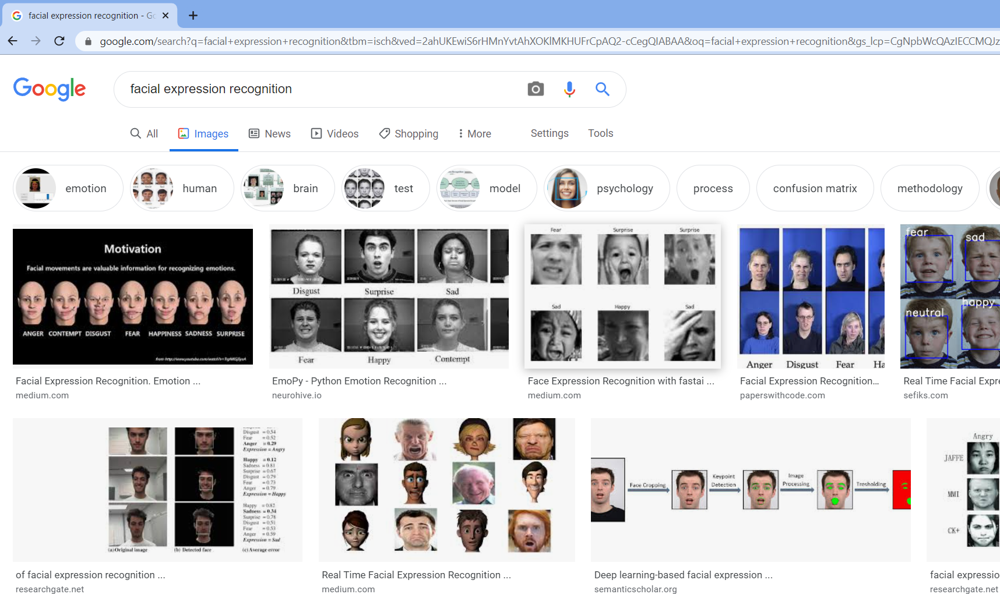 facial expression recognition - Go
google.com/search?q=facial+expression+recognition&tbm=isch&ved=2ahUKEwiS6rHMnYvtAhXOKlMKHUFrCpAQ2-cCegQIABAA&oq=facial+expression+recognition&gs_lcp=CgNpbWcQAzIECCMQJz
Google
facial expression recognition
All Images News Videos Shopping More Settings Tools
emotion human brain test model psychology process confusion matrix methodology
Motivation
Facial movements are valuable information for recognizing emotions.
ANGER CONTEMPT DISGUST FEAR HAPPINESS SADNESS SURPRISE
Disgust Surprise Sad
Fear Happy Contempt
Fear Surprise Surprise
Sad Happy Sad
Anger Disgust Fear Ha
fear sad
neutral happy
Facial Expression Recognition. Emotion ...
medium.com
EmoPy - Python Emotion Recognition ...
neurohive.io
Face Expression Recognition with fastai ...
medium.com
Facial Expression Recognition...
paperswithcode.com
Real Time Facial Expre
sefiks.com
Disgust = 0.54
Fear = 0.52
Anger = 0.29
Expression = Angry
Happy = 0.12
Sadness = 0.81
Surprise = 0.67
Disgust = 0.79
Fear = 0.73
Anger = 0.79
Expression = Happy
Happy = 0.82
Sadness = 0.34
Surprise = 0.78
Disgust = 0.51
Fear = 0.53
Anger = 0.59
Expression = Sad
(a)Original image (b) Detected face (c)Average error
Face Cropping
Keypoint
Detection
Image
Processing
Tresholding
Angry
JAFFE
MMI
CK+
of facial expression recognition ...
researchgate.net
Real Time Facial Expression Recognition ...
medium.com
Deep learning-based facial expression ...
semanticscholar.org
facial expressio
researchgate.net